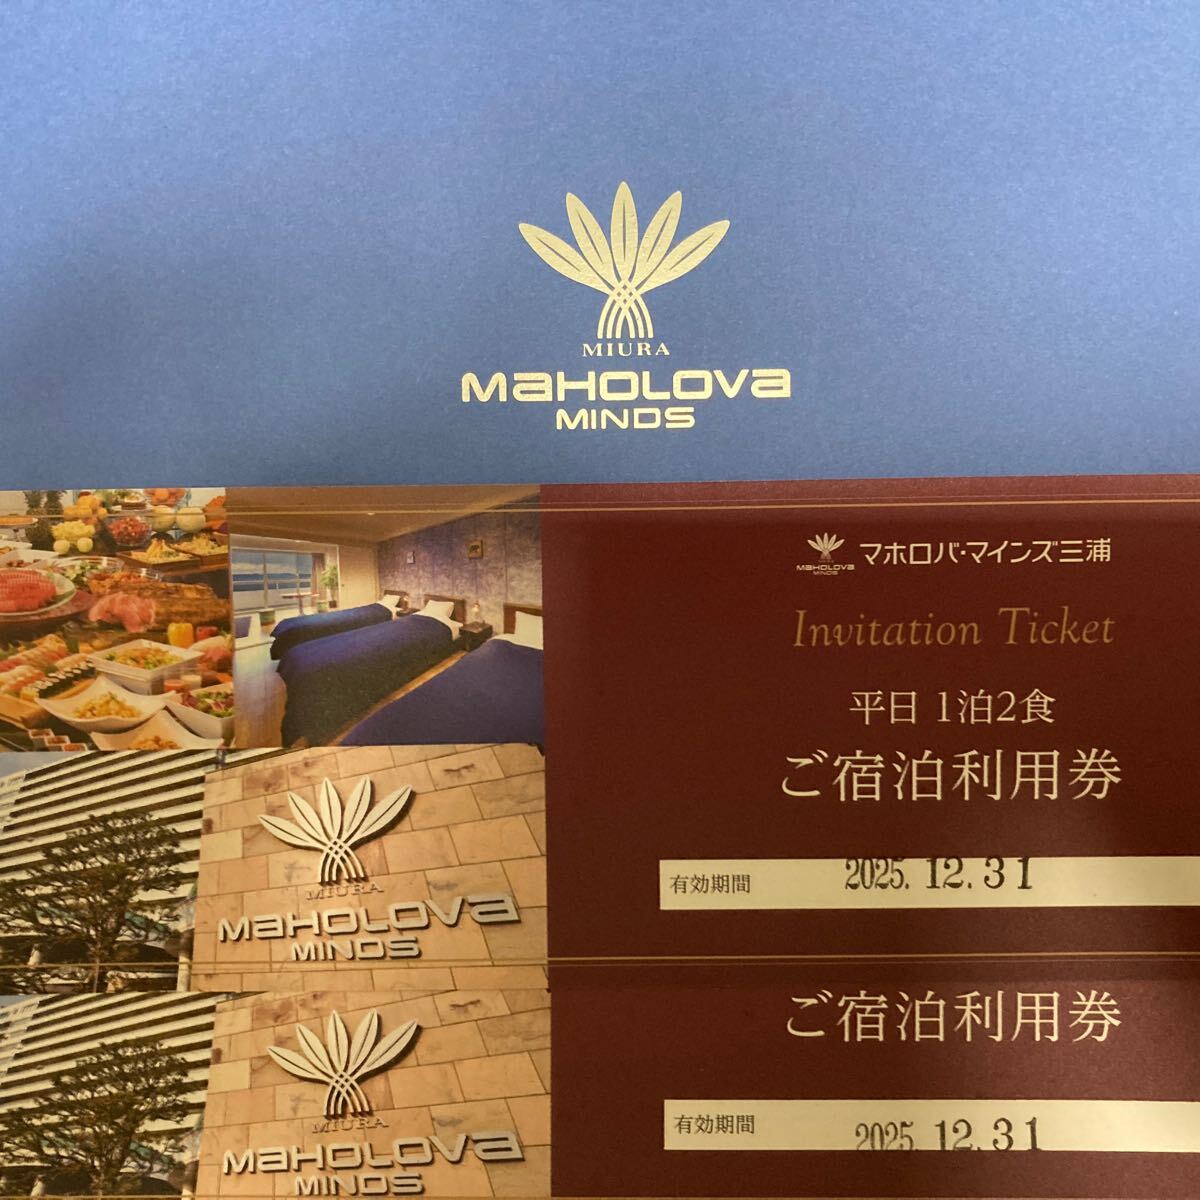 MIURA
MAHOLOVA
MINDS
MAHOLOVA
MINDS
マホロバ・マインズ三浦
Invitation Ticket
平日 1泊2食
ご宿泊利用券
有効期間 2025.12.31
MIURA
MAHOLOVA
MINDS
ご宿泊利用券
有効期間 2025.12.31
MIURA
MAHOLOVA
MINDS